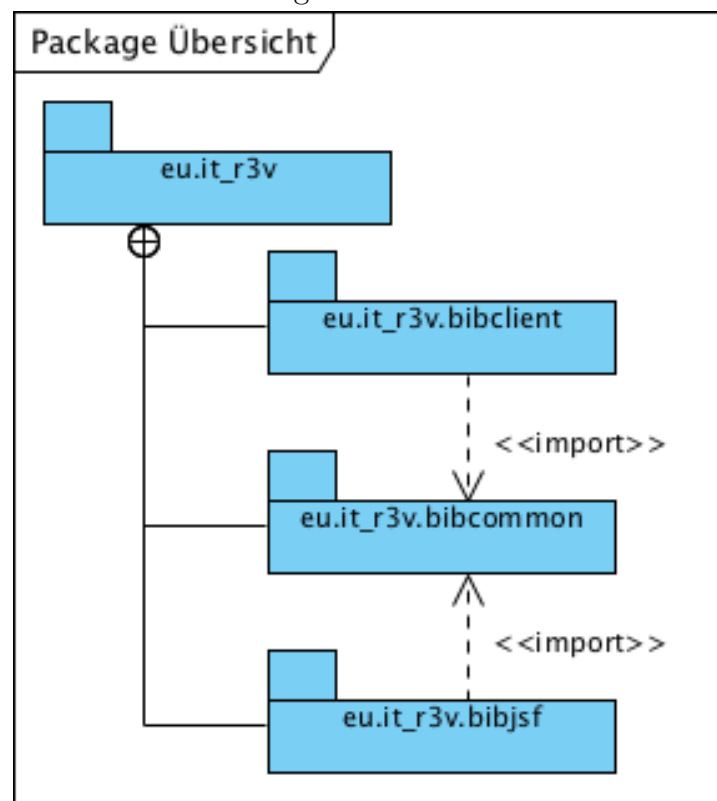 Package Übersicht
eu.it_r3v
eu.it_r3v.bibclient
<<import>>
eu.it_r3v.bibcommon
<<import>>
eu.it_r3v.bibjsf